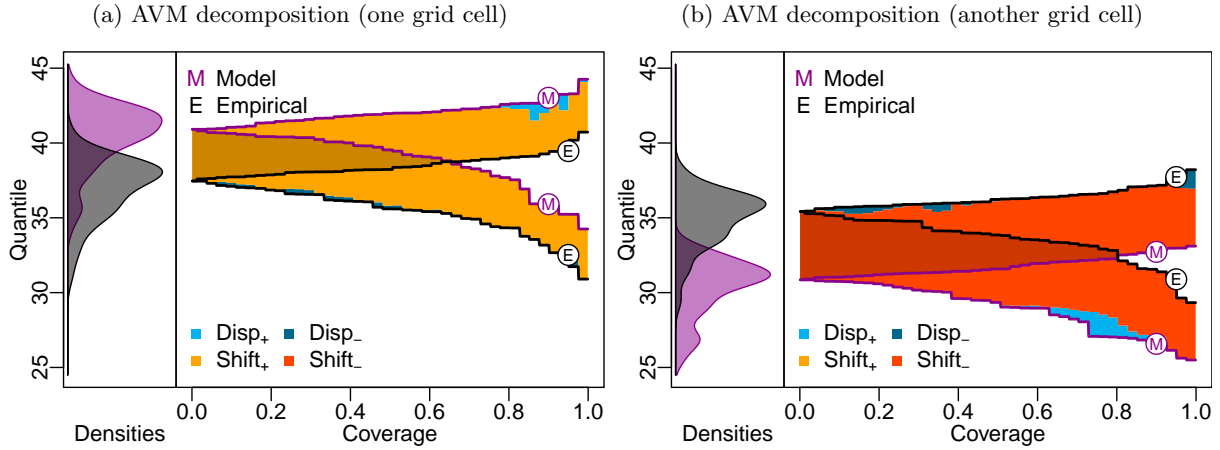 (a) AVM decomposition (one grid cell)
Quantile
45
40
35
30
25
M Model
E Empirical
M
E
M
E
Disp₊ Disp₋
Shift₊ Shift₋
0.0 0.2 0.4 0.6 0.8 1.0
Densities Coverage
(b) AVM decomposition (another grid cell)
Quantile
45
40
35
30
25
M Model
E Empirical
E
M
E
M
Disp₊ Disp₋
Shift₊ Shift₋
0.0 0.2 0.4 0.6 0.8 1.0
Densities Coverage